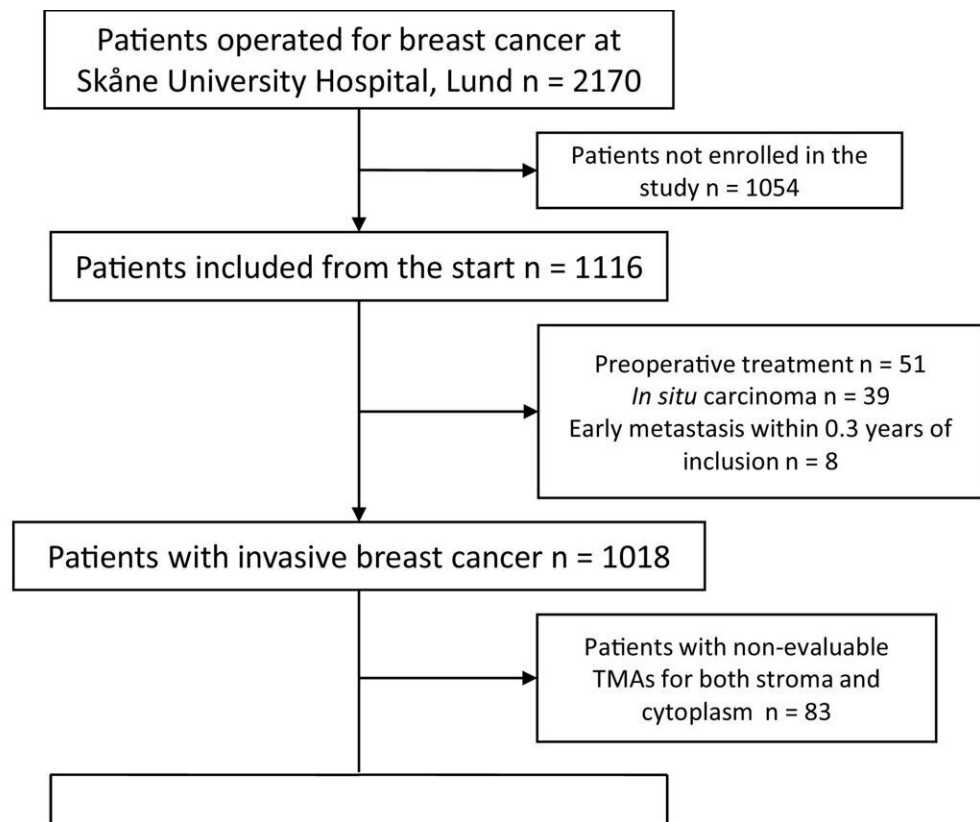 Patients operated for breast cancer at
Skåne University Hospital, Lund n = 2170
Patients not enrolled in the
study n = 1054
Patients included from the start n = 1116
Preoperative treatment n = 51
In situ carcinoma n = 39
Early metastasis within 0.3 years of
inclusion n = 8
Patients with invasive breast cancer n = 1018
Patients with non-evaluable
TMAs for both stroma and
cytoplasm  n = 83